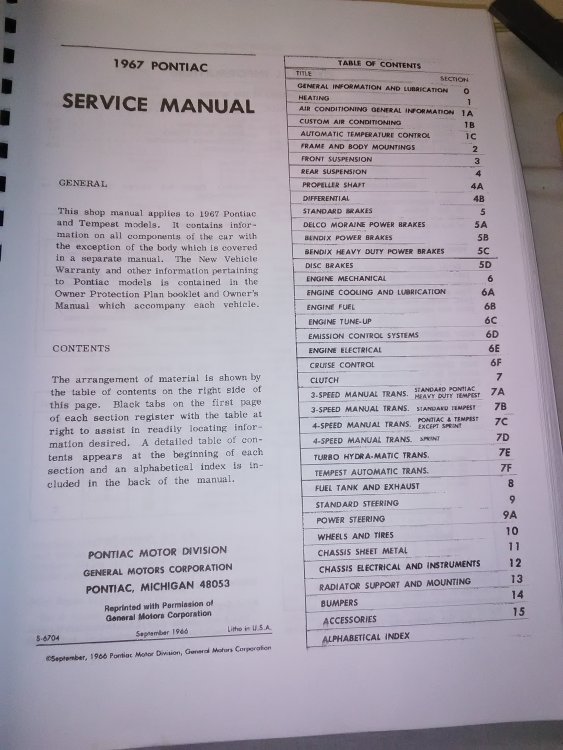 1967 PONTIAC
SERVICE MANUAL
GENERAL
This shop manual applies to 1967 Pontiac
and Tempest models. It contains infor-
mation on all components of the car with
the exception of the body which is covered
in a separate manual. The New Vehicle
Warranty and other information pertaining
to Pontiac models is contained in the
Owner Protection Plan booklet and Owner's
Manual which accompany each vehicle.
CONTENTS
The arrangement of material is shown by
the table of contents on the right side of
this page. Black tabs on the first page
of each section register with the table at
right to assist in readily locating infor-
mation desired. A detailed table of con-
tents appears at the beginning of each
section and an alphabetical index is in-
cluded in the back of the manual.
PONTIAC MOTOR DIVISION
GENERAL MOTORS CORPORATION
PONTIAC, MICHIGAN 48053
Reprinted with Permission of
General Motors Corporation
S-6704 September 1966 Litho in U.S.A.
©September, 1966 Pontiac Motor Division, General Motors Corporation
TABLE OF CONTENTS
TITLE SECTION
GENERAL INFORMATION AND LUBRICATION 0
HEATING 1
AIR CONDITIONING GENERAL INFORMATION 1A
CUSTOM AIR CONDITIONING 1B
AUTOMATIC TEMPERATURE CONTROL 1C
FRAME AND BODY MOUNTINGS 2
FRONT SUSPENSION 3
REAR SUSPENSION 4
PROPELLER SHAFT 4A
DIFFERENTIAL 4B
STANDARD BRAKES 5
DELCO MORAINE POWER BRAKES 5A
BENDIX POWER BRAKES 5B
BENDIX HEAVY DUTY POWER BRAKES 5C
DISC BRAKES 5D
ENGINE MECHANICAL 6
ENGINE COOLING AND LUBRICATION 6A
ENGINE FUEL 6B
ENGINE TUNE-UP 6C
EMISSION CONTROL SYSTEMS 6D
ENGINE ELECTRICAL 6E
CRUISE CONTROL 6F
CLUTCH 7
3-SPEED MANUAL TRANS. STANDARD PONTIAC HEAVY DUTY TEMPEST 7A
3-SPEED MANUAL TRANS. STANDARD TEMPEST 7B
4-SPEED MANUAL TRANS. PONTIAC & TEMPEST EXCEPT SPRINT 7C
4-SPEED MANUAL TRANS. SPRINT 7D
TURBO HYDRA-MATIC TRANS. 7E
TEMPEST AUTOMATIC TRANS. 7F
FUEL TANK AND EXHAUST 8
STANDARD STEERING 9
POWER STEERING 9A
WHEELS AND TIRES 10
CHASSIS SHEET METAL 11
CHASSIS ELECTRICAL AND INSTRUMENTS 12
RADIATOR SUPPORT AND MOUNTING 13
BUMPERS 14
ACCESSORIES 15
ALPHABETICAL INDEX